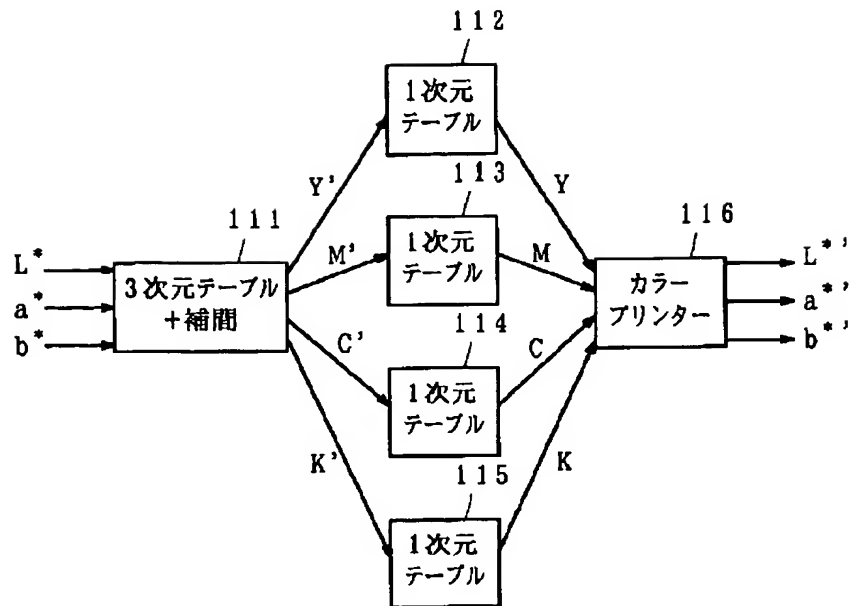 112
1次元
テーブル
Y'
Y
113
111
116
L*
a*
b*
3次元テーブル
+補間
M'
1次元
テーブル
M
カラー
プリンター
L*'
a*'
b*'
114
C'
C
1次元
テーブル
K'
K
115
1次元
テーブル